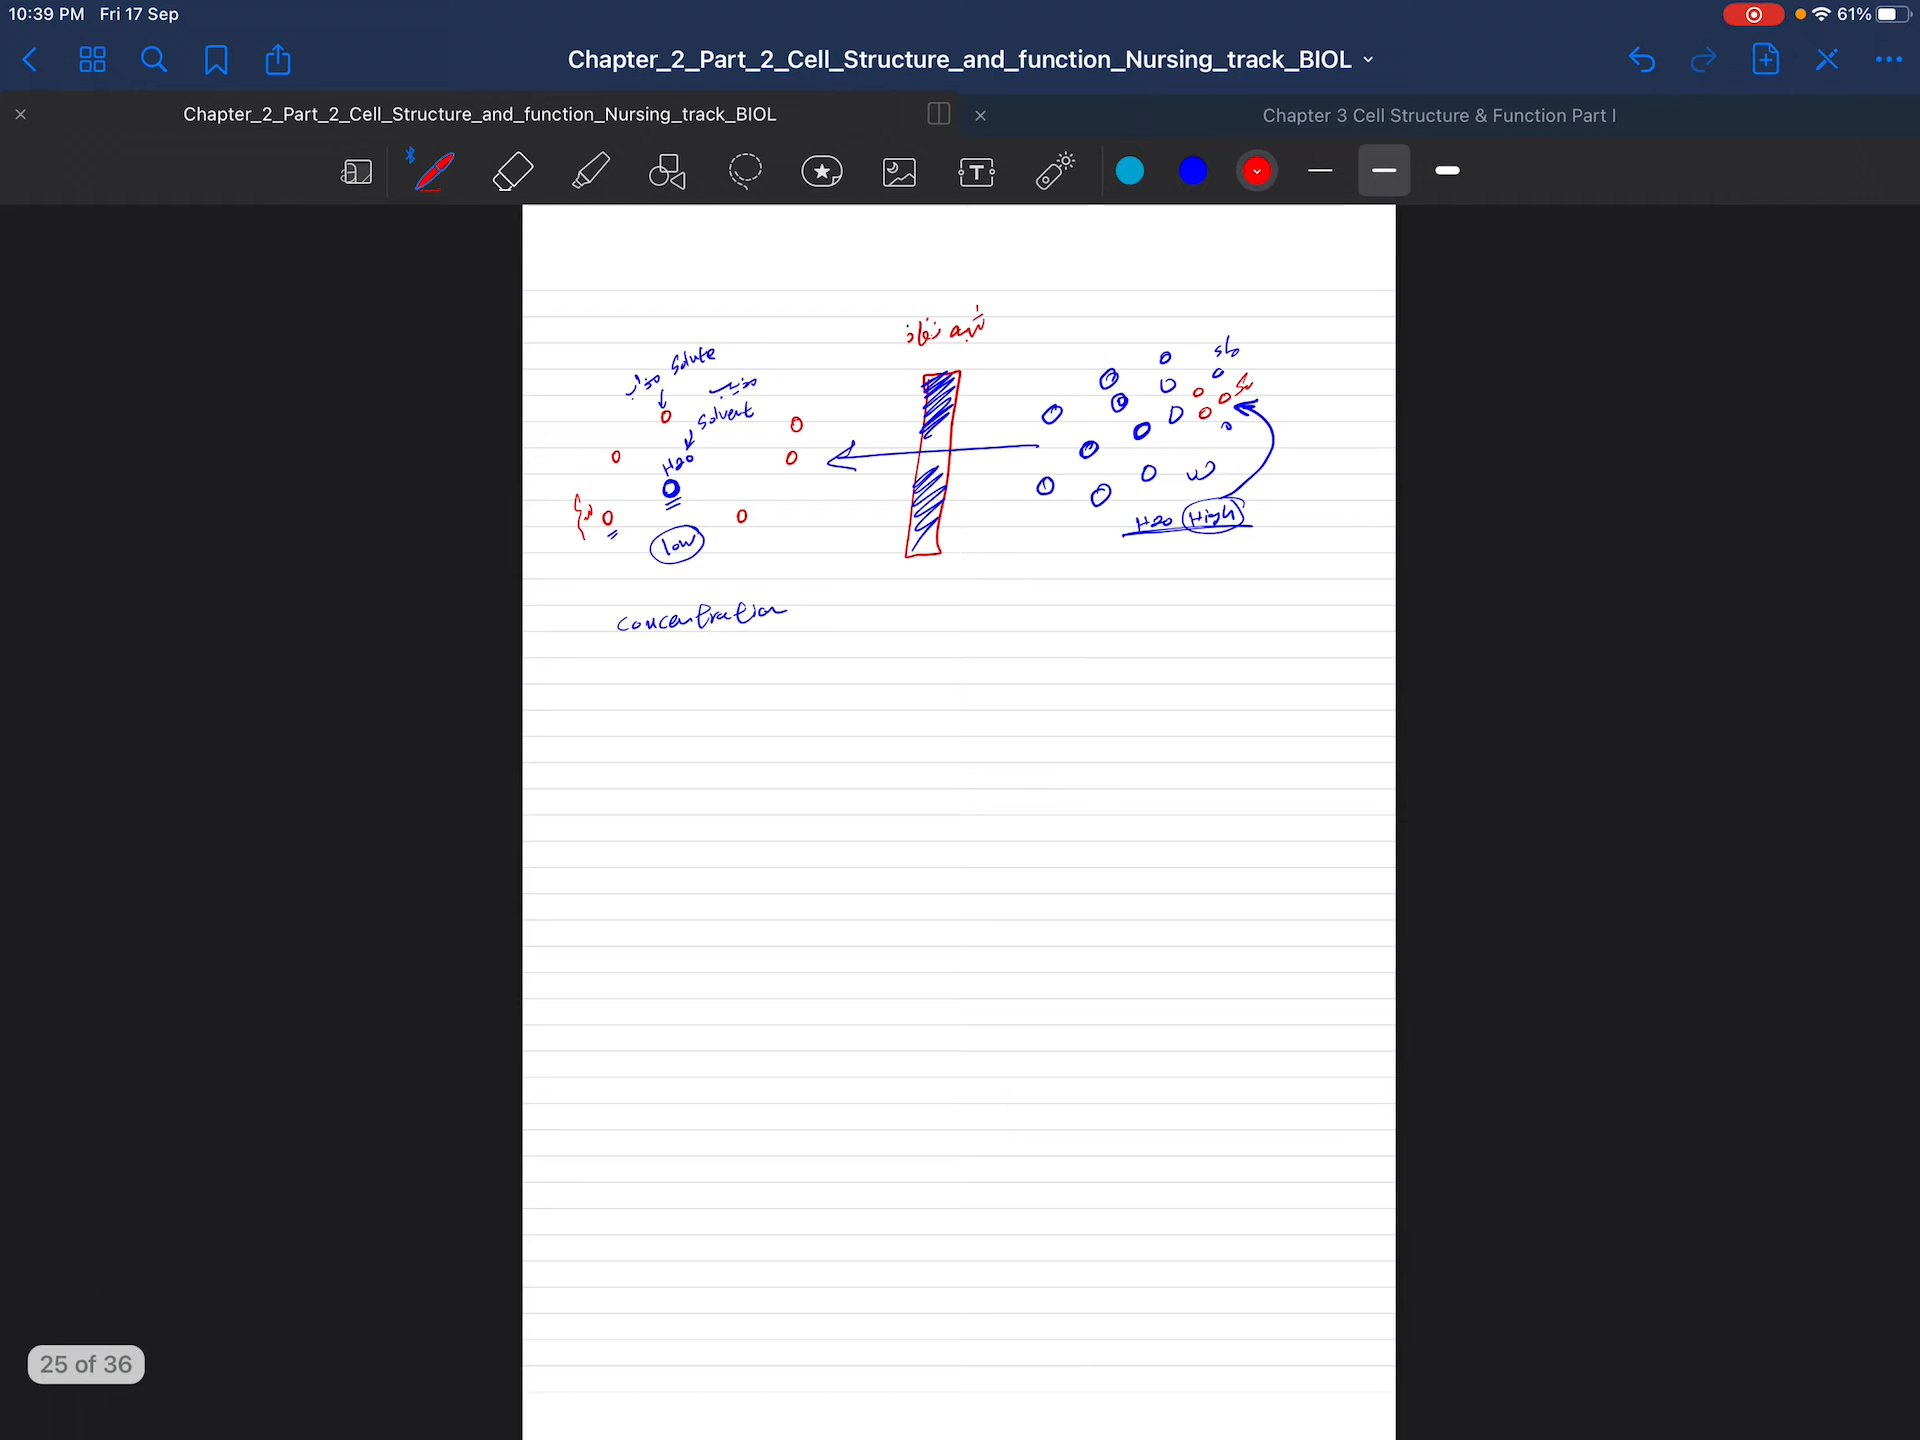 10:39 PM Fri 17 Sep
61%
Chapter_2_Part_2_Cell_Structure_and_function_Nursing_track_BIOL
Chapter_2_Part_2_Cell_Structure_and_function_Nursing_track_BIOL
Chapter 3 Cell Structure & Function Part I
T
شبه نفاذ
Solute
مذاب
مذيب
Solvent
H2O
low
ماء
H2O High
concentration
25 of 36